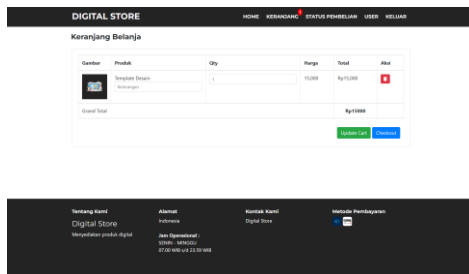 DIGITAL STORE
HOME KERANJANG STATUS PEMBELIAN USER KELUAR
Keranjang Belanja
Gambar Produk Qty Harga Total Aksi
Template Desain 1 15,000 Rp15,000
Keterangan
Grand Total Rp15000
Update Cart Checkout
Tentang Kami Alamat Kontak Kami Metode Pembayaran
Digital Store Indonesia Digital Store
Menyediakan produk digital
Jam Operasional :
SENIN - MINGGU
07.00 WIB s/d 23.59 WIB